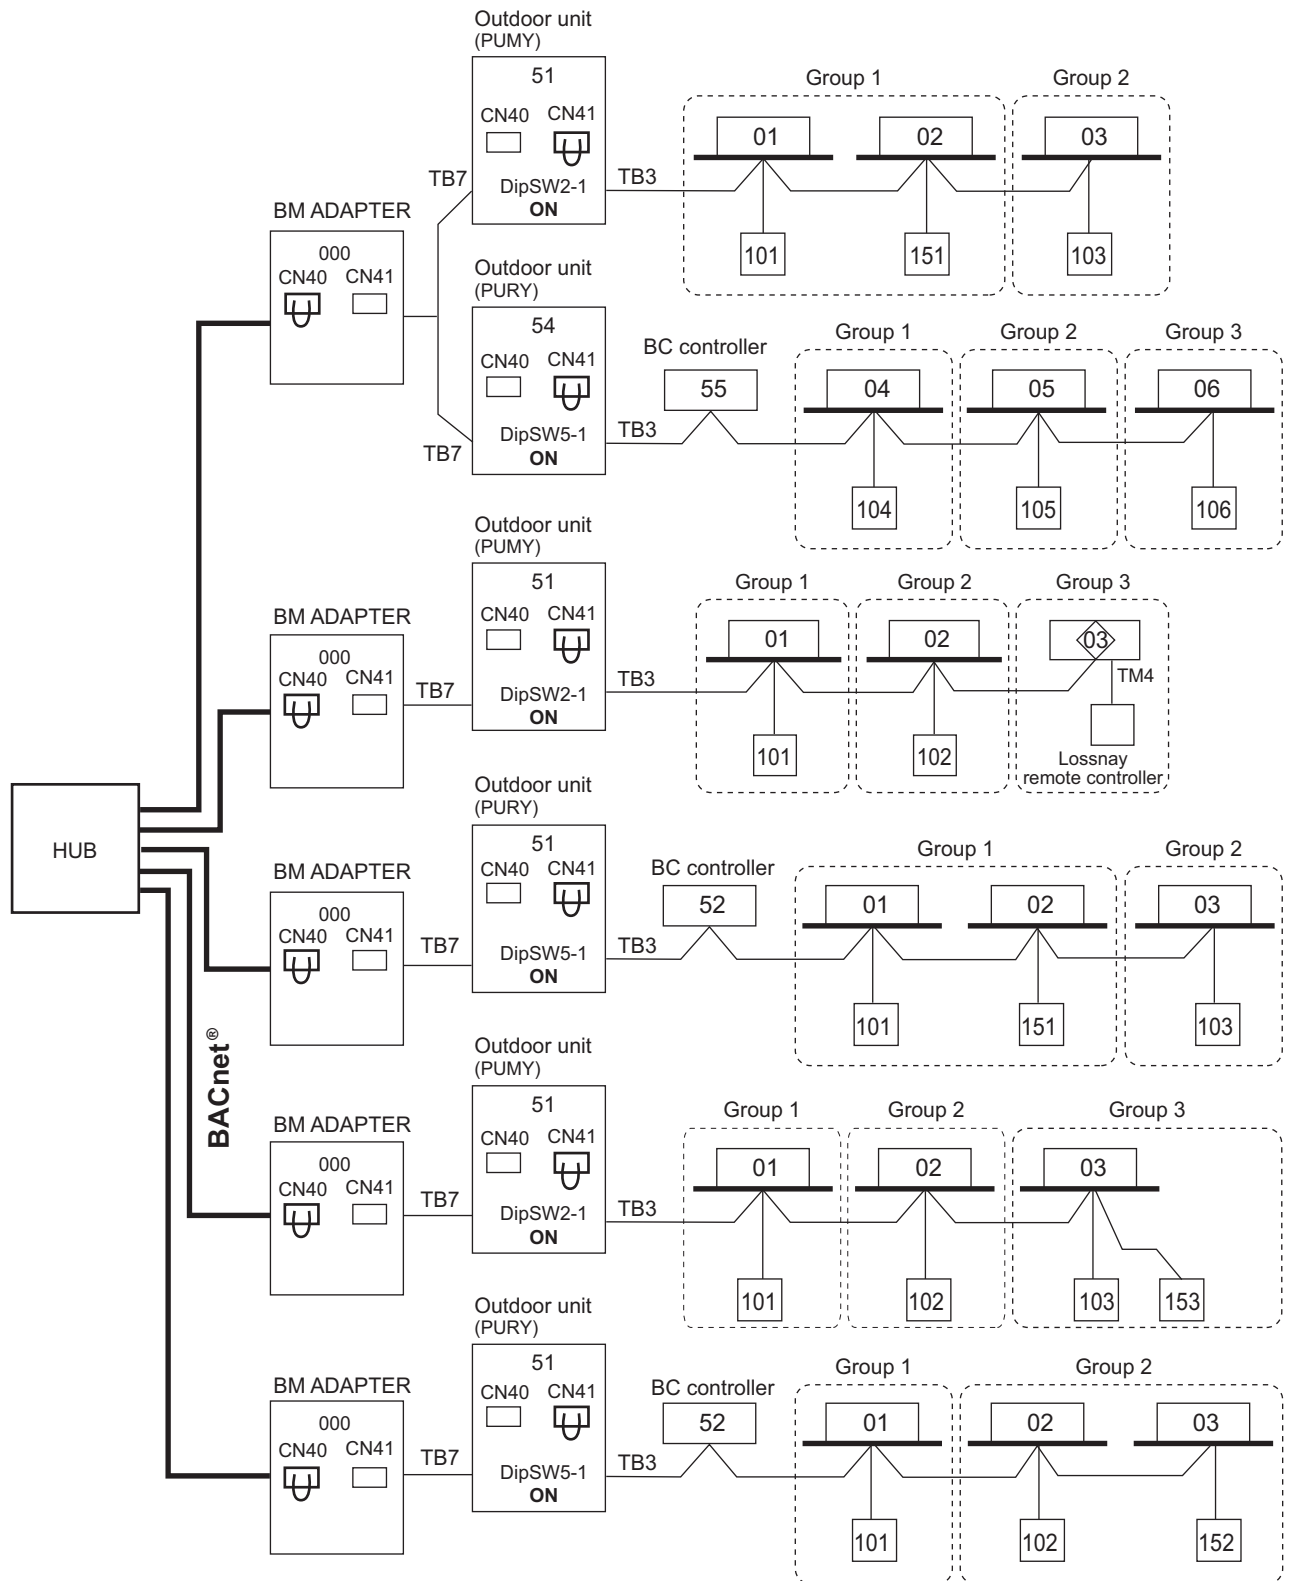 Outdoor unit
(PUMY)
51
CN40 CN41
DipSW2-1
ON
TB7
TB3
Group 1
Group 2
01
02
03
101
151
103
BM ADAPTER
000
CN40 CN41
Outdoor unit
(PURY)
54
CN40 CN41
DipSW5-1
ON
TB7
TB3
BC controller
55
Group 1
Group 2
Group 3
04
05
06
104
105
106
Outdoor unit
(PUMY)
51
CN40 CN41
DipSW2-1
ON
BM ADAPTER
000
CN40 CN41
TB7
TB3
Group 1
Group 2
Group 3
01
02
03
TM4
101
102
Lossnay
remote controller
HUB
BACnet®
Outdoor unit
(PURY)
51
CN40 CN41
DipSW5-1
ON
BM ADAPTER
000
CN40 CN41
TB7
TB3
BC controller
52
Group 1
Group 2
01
02
03
101
151
103
Outdoor unit
(PUMY)
51
CN40 CN41
DipSW2-1
ON
BM ADAPTER
000
CN40 CN41
TB7
TB3
Group 1
Group 2
Group 3
01
02
03
101
102
103
153
Outdoor unit
(PURY)
51
CN40 CN41
DipSW5-1
ON
BM ADAPTER
000
CN40 CN41
TB7
TB3
BC controller
52
Group 1
Group 2
01
02
03
101
102
152